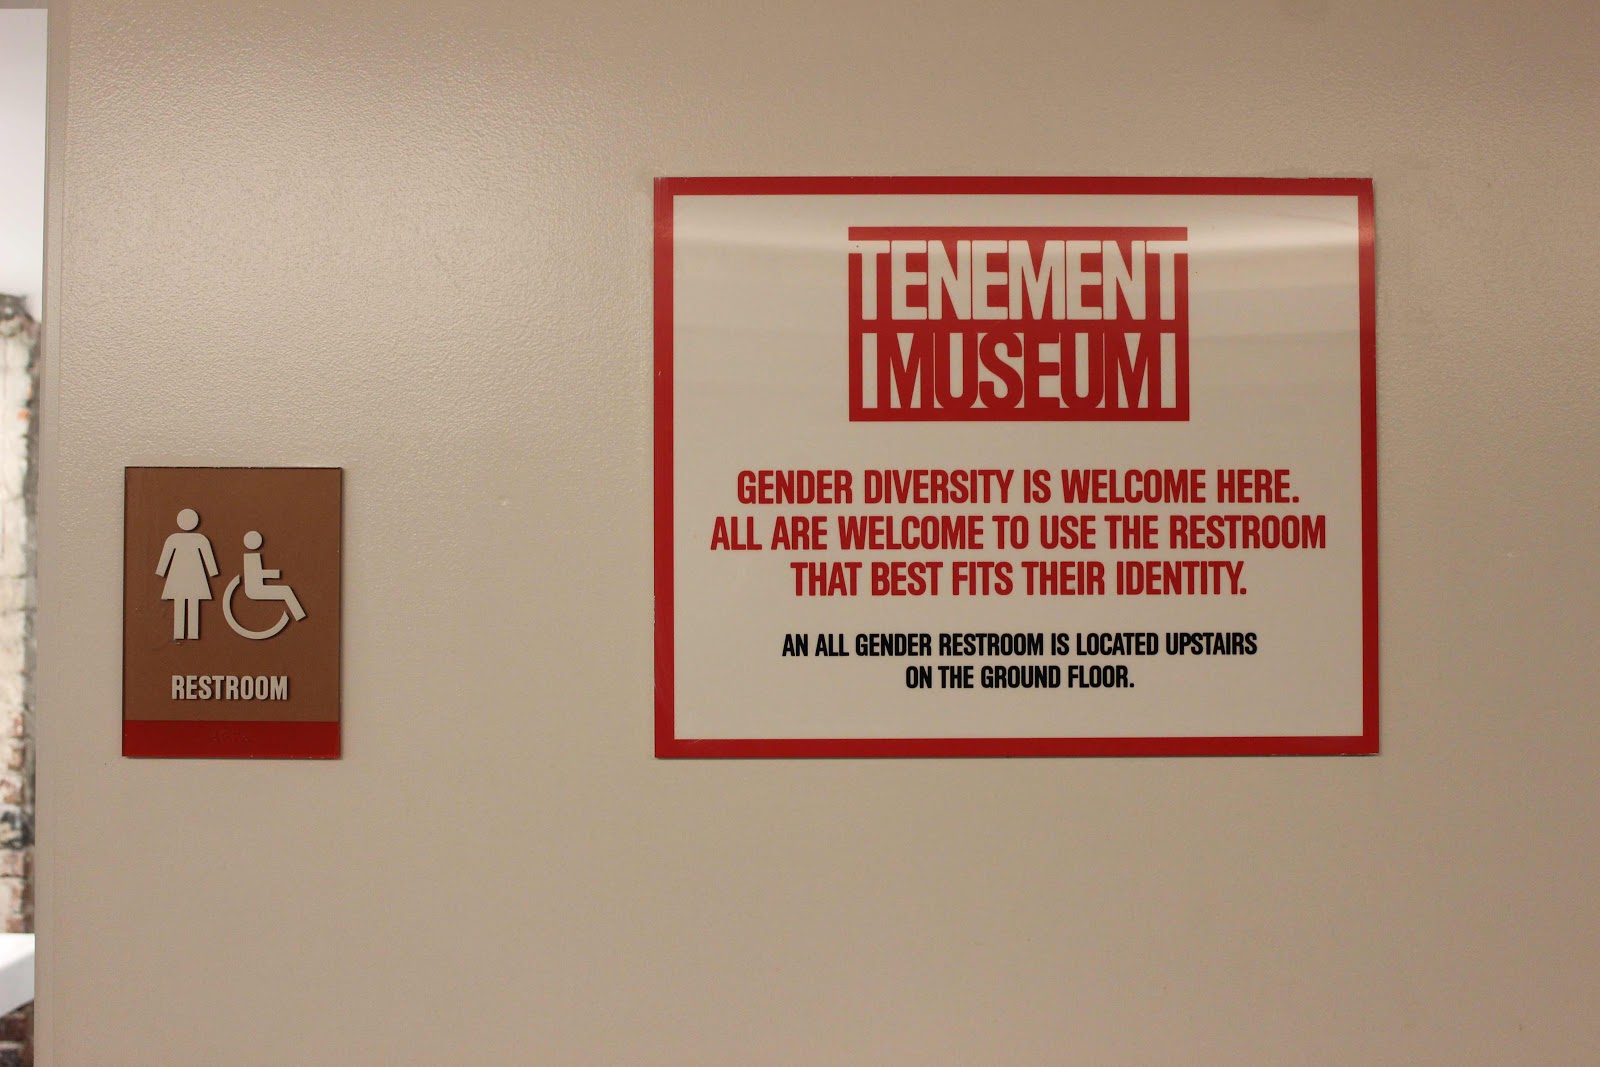 RESTROOM
TENEMENT
MUSEUM
GENDER DIVERSITY IS WELCOME HERE.
ALL ARE WELCOME TO USE THE RESTROOM
THAT BEST FITS THEIR IDENTITY.
AN ALL GENDER RESTROOM IS LOCATED UPSTAIRS
ON THE GROUND FLOOR.